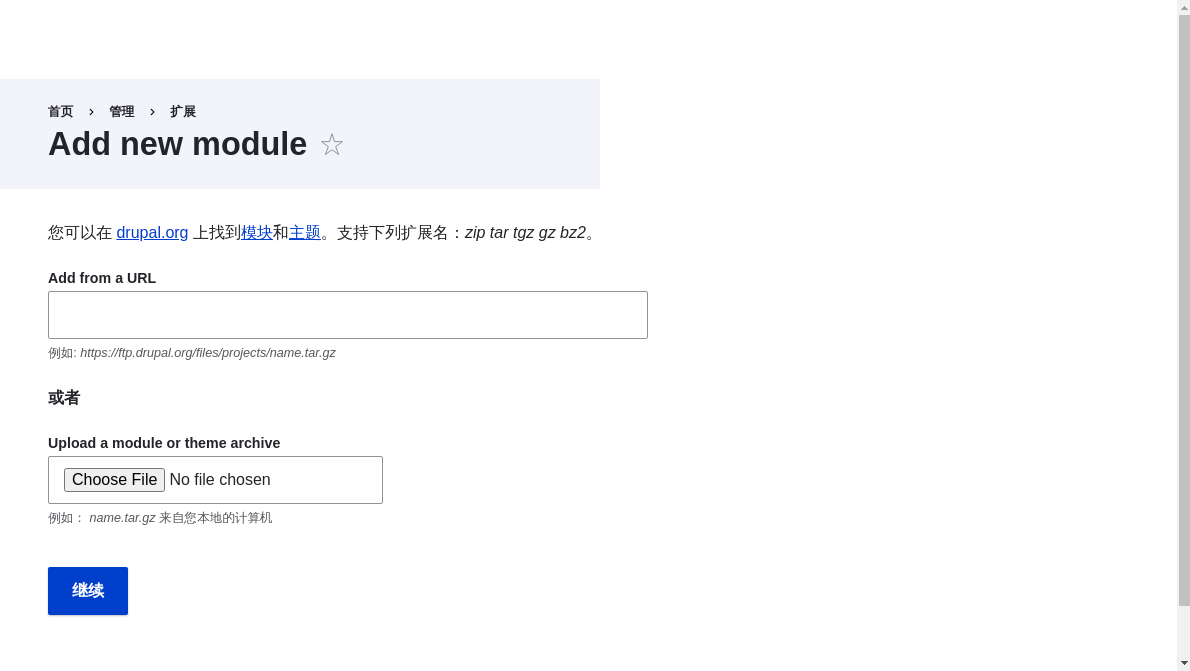 首页 › 管理 › 扩展
Add new module ☆
您可以在 drupal.org 上找到模块和主题。支持下列扩展名：zip tar tgz gz bz2。
Add from a URL
例如: https://ftp.drupal.org/files/projects/name.tar.gz
或者
Upload a module or theme archive
Choose File No file chosen
例如： name.tar.gz 来自您本地的计算机
继续